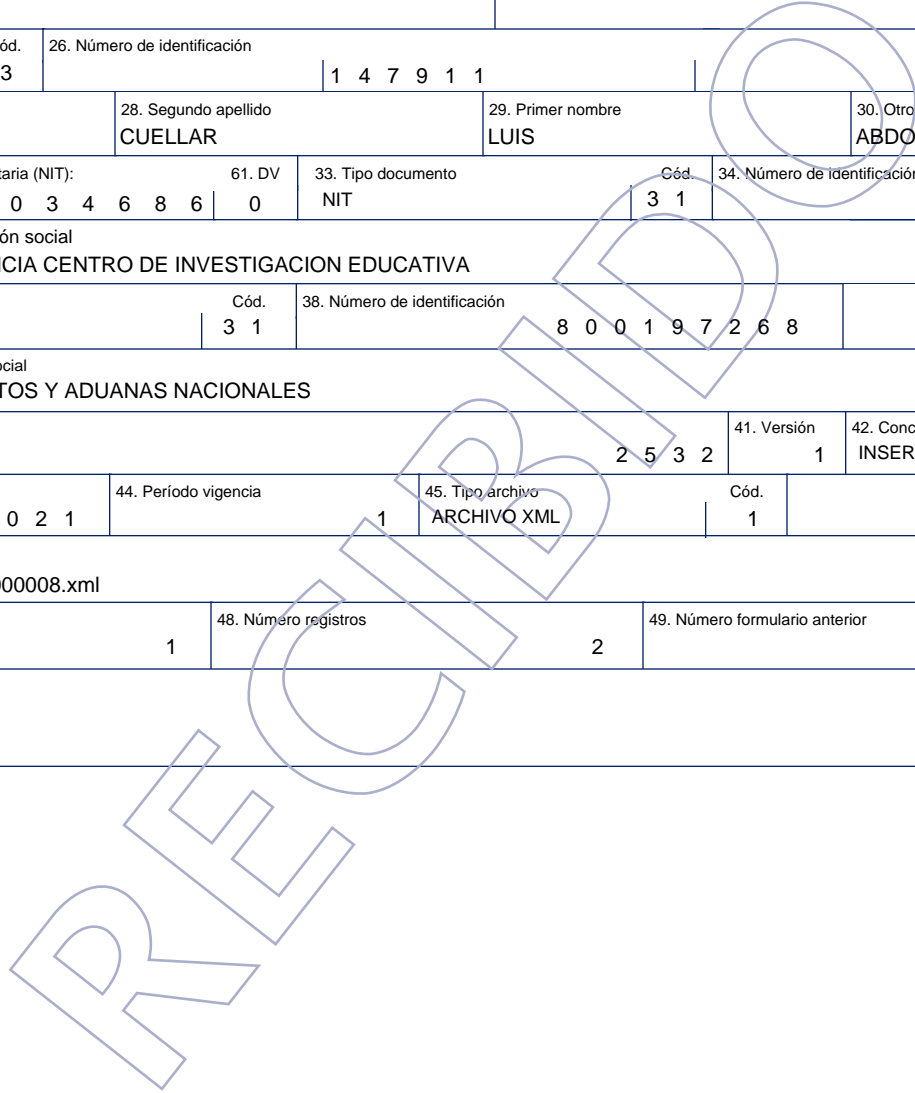 ód. 26. Número de identificación
3 1 4 7 9 1 1
28. Segundo apellido 29. Primer nombre 30. Otro
CUELLAR LUIS ABDO
taria (NIT): 61. DV 33. Tipo documento Cód. 34. Número de identificación
0 3 4 6 8 6 0 NIT 3 1
ón social
CIA CENTRO DE INVESTIGACION EDUCATIVA
Cód. 38. Número de identificación
3 1 8 0 0 1 9 7 2 6 8
ocial
TOS Y ADUANAS NACIONALES
41. Versión 42. Conc
2 5 3 2 1 INSER
44. Período vigencia 45. Tipo archivo Cód.
0 2 1 1 ARCHIVO XML 1
00008.xml
48. Número registros 49. Número formulario anterior
1 2
RECIBIDO